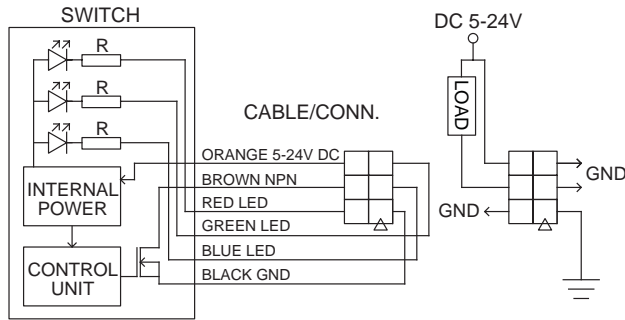 SWITCH
R
R
R
INTERNAL
POWER
CONTROL
UNIT
CABLE/CONN.
ORANGE 5-24V DC
BROWN NPN
RED LED
GREEN LED
BLUE LED
BLACK GND
DC 5-24V
LOAD
GND
GND